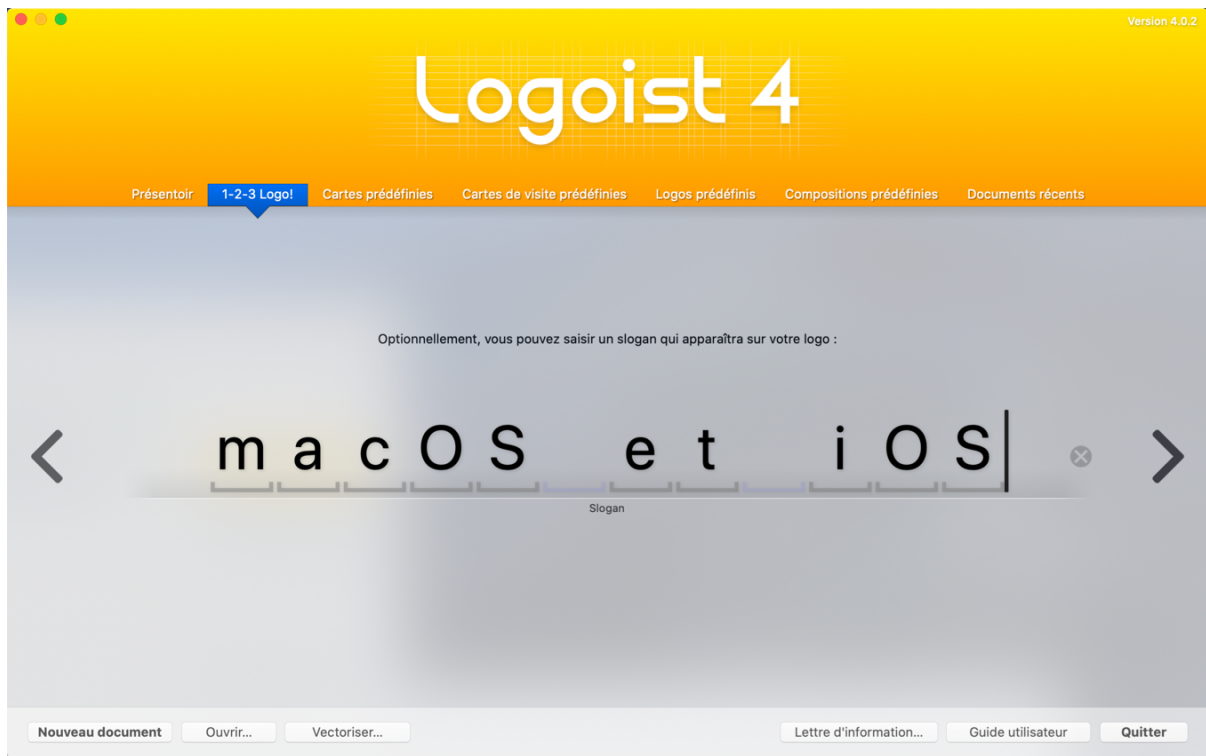 Version 4.0.2
Logoist 4
Présentoir 1-2-3 Logo! Cartes prédéfinies Cartes de visite prédéfinies Logos prédéfinis Compositions prédéfinies Documents récents
Optionnellement, vous pouvez saisir un slogan qui apparaîtra sur votre logo :
macOS et iOS
Slogan
Nouveau document Ouvrir... Vectoriser... Lettre d'information... Guide utilisateur Quitter